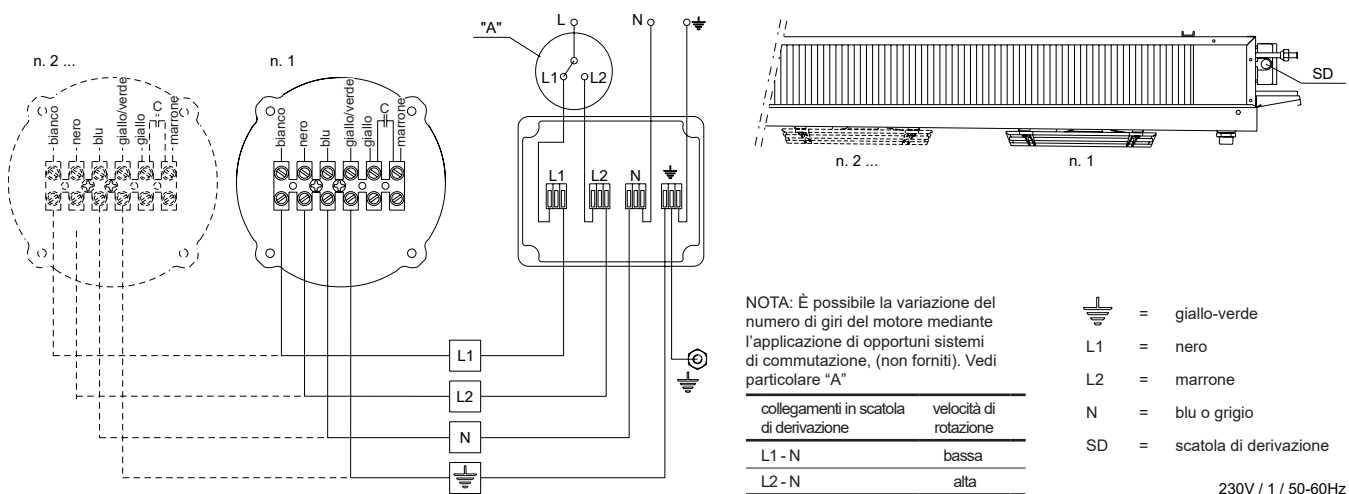 "A"
L
N
n. 2 ...
n. 1
L1
L2
bianco
nero
blu
giallo/verde
giallo
C
marrone
bianco
nero
blu
giallo/verde
giallo
C
marrone
L1
L2
N
L1
L2
N
SD
n. 2 ...
n. 1
NOTA: È possibile la variazione del
numero di giri del motore mediante
l'applicazione di opportuni sistemi
di commutazione, (non forniti). Vedi
particolare “A”
collegamenti in scatola
di derivazione
velocità di
rotazione
L1 - N bassa
L2 - N alta
= giallo-verde
L1 = nero
L2 = marrone
N = blu o grigio
SD = scatola di derivazione
230V / 1 / 50-60Hz